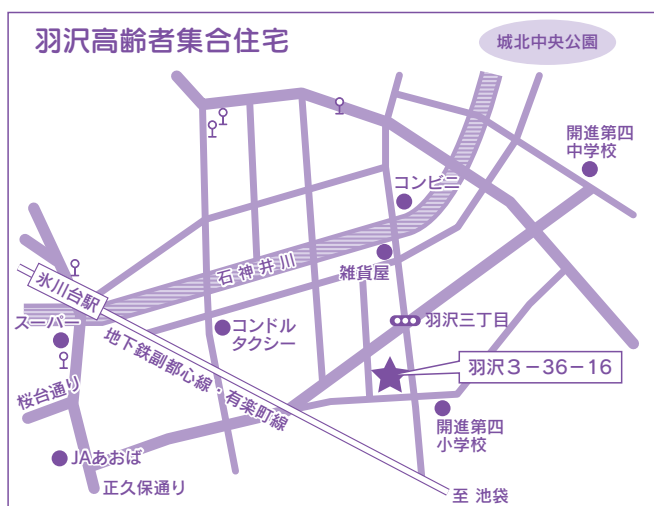 羽沢高齢者集合住宅
城北中央公園
開進第四
中学校
コンビニ
石神井川
雑貨屋
氷川台駅
羽沢三丁目
スーパー
コンドル
タクシー
地下鉄副都心線・有楽町線
羽沢3-36-16
桜台通り
開進第四
小学校
JAあおば
正久保通り
至 池袋